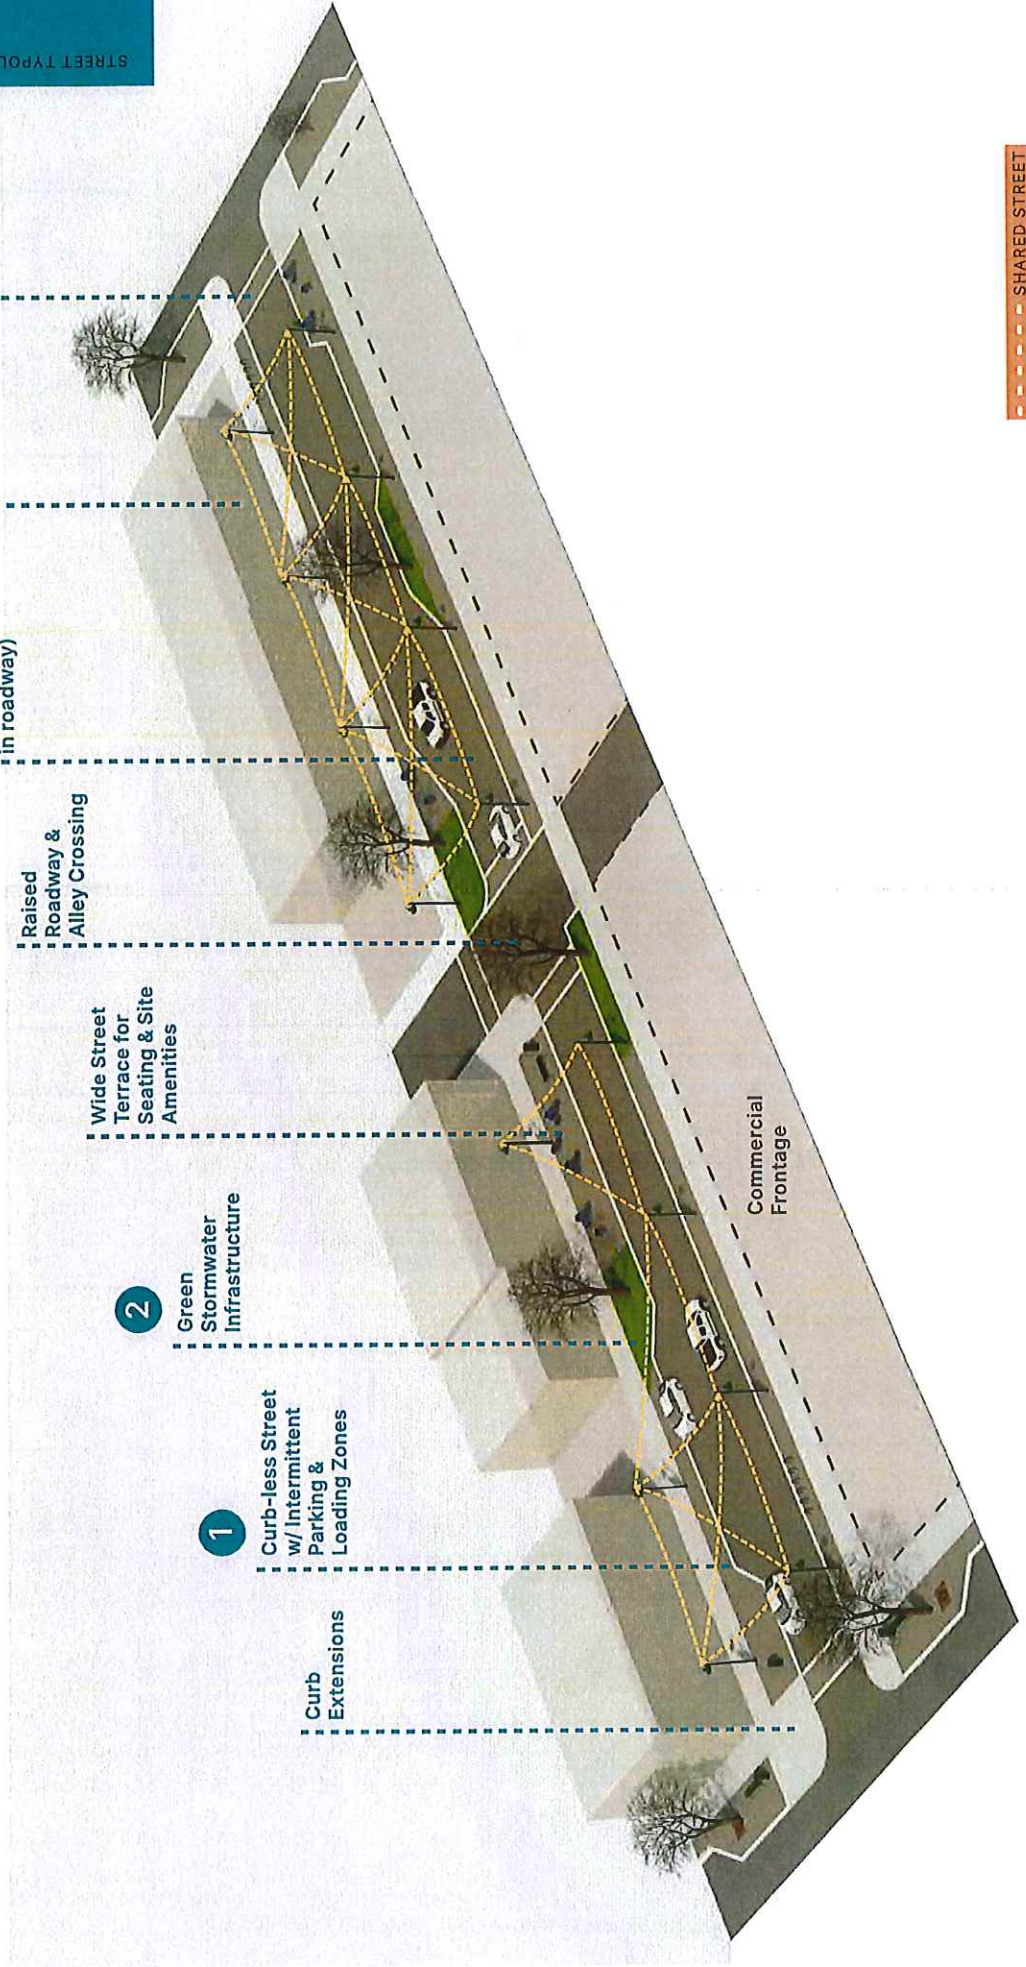 STREET TYPOL
in roadway)
Raised
Roadway &
Alley Crossing
Wide Street
Terrace for
Seating & Site
Amenities
2
Green
Stormwater
Infrastructure
1
Curb-less Street
w/ Intermittent
Parking &
Loading Zones
Curb
Extensions
Commercial
Frontage
SHARED STREET